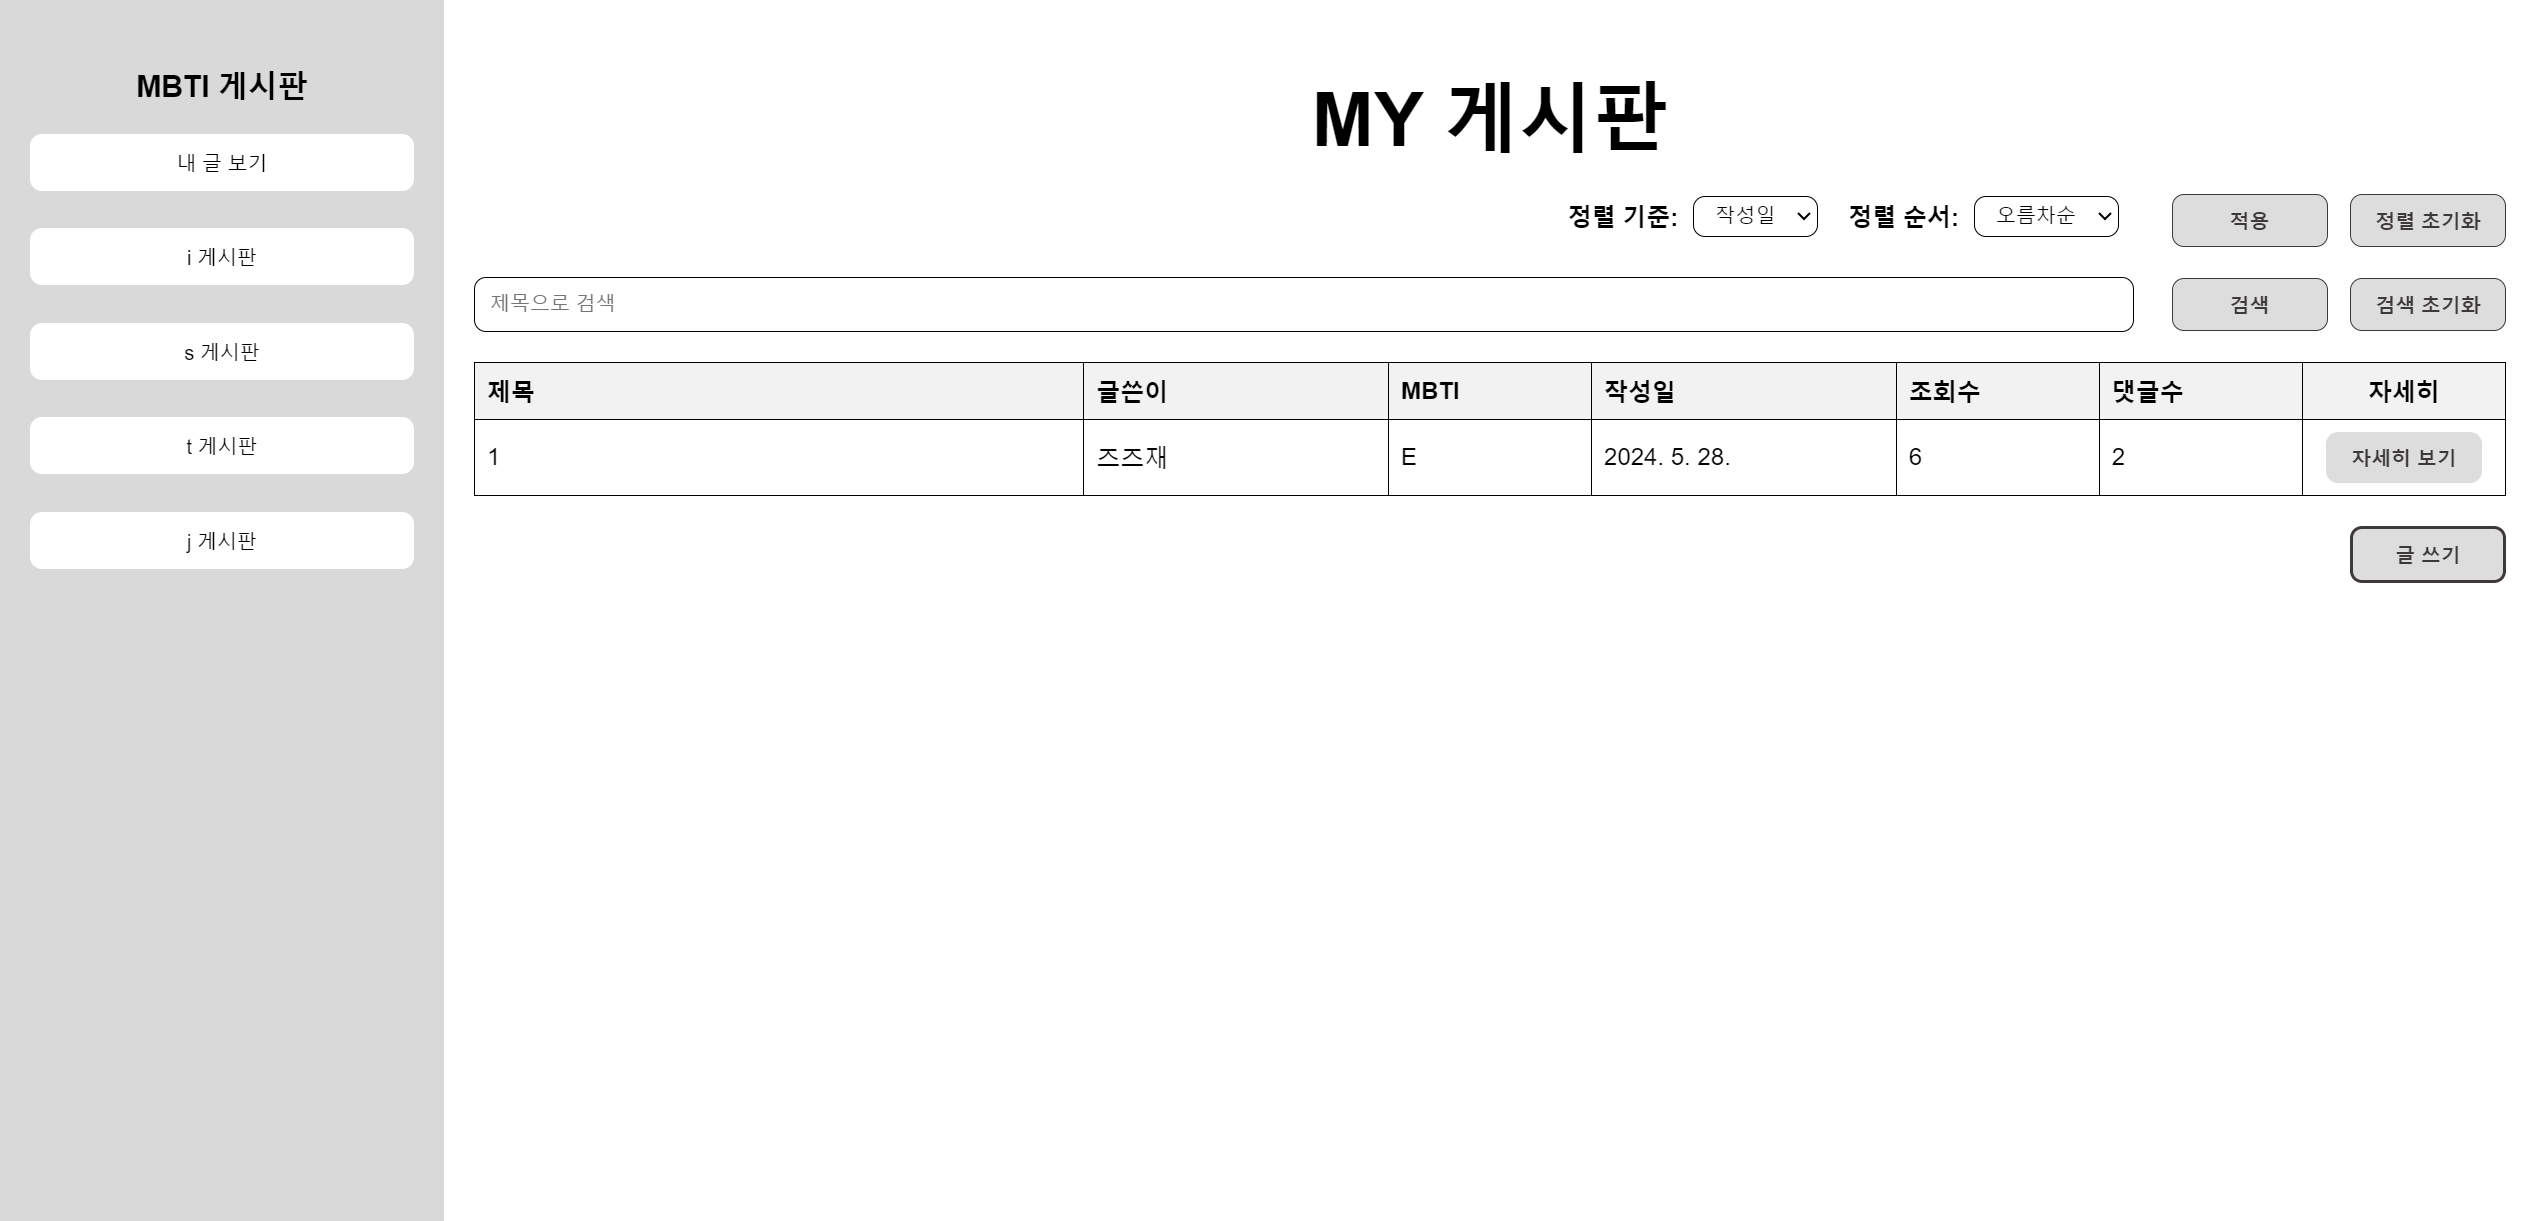 MBTI 게시판
내 글 보기
i 게시판
s 게시판
t 게시판
j 게시판
MY 게시판
정렬 기준: 작성일 정렬 순서: 오름차순 적용 정렬 초기화
제목으로 검색 검색 검색 초기화
제목 글쓴이 MBTI 작성일 조회수 댓글수 자세히
1 즈즈재 E 2024. 5. 28. 6 2 자세히 보기
글 쓰기